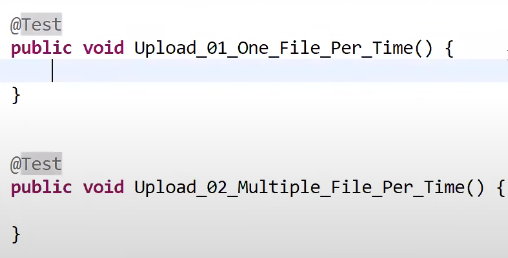 @Test
public void Upload_01_One_File_Per_Time() {
}
@Test
public void Upload_02_Multiple_File_Per_Time() {
}